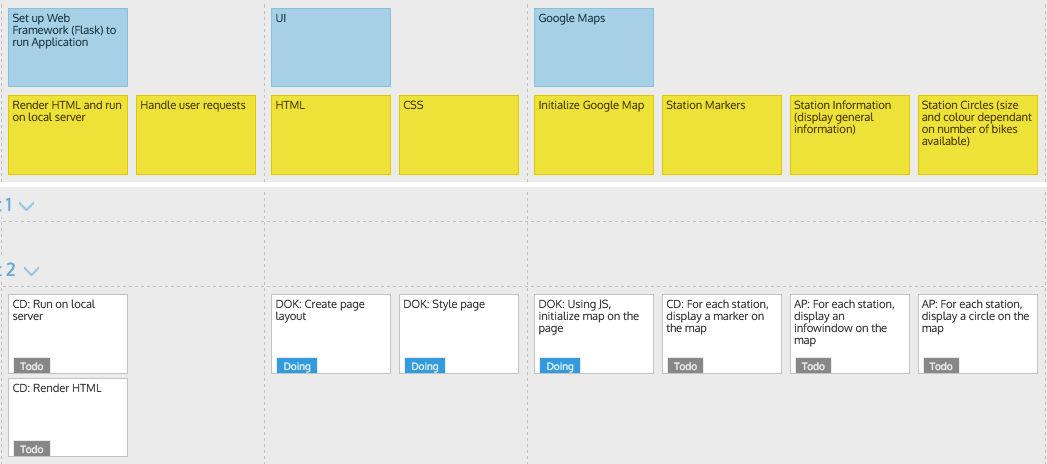 Set up Web
Framework (Flask) to
run Application
UI
Google Maps
Render HTML and run
on local server
Handle user requests
HTML
CSS
Initialize Google Map
Station Markers
Station Information
(display general
information)
Station Circles (size
and colour dependant
on number of bikes
available)
1
2
CD: Run on local
server
Todo
DOK: Create page
layout
Doing
DOK: Style page
Doing
DOK: Using JS,
initialize map on the
page
Doing
CD: For each station,
display a marker on
the map
Todo
AP: For each station,
display an
infowindow on the
map
Todo
AP: For each station,
display a circle on the
map
Todo
CD: Render HTML
Todo